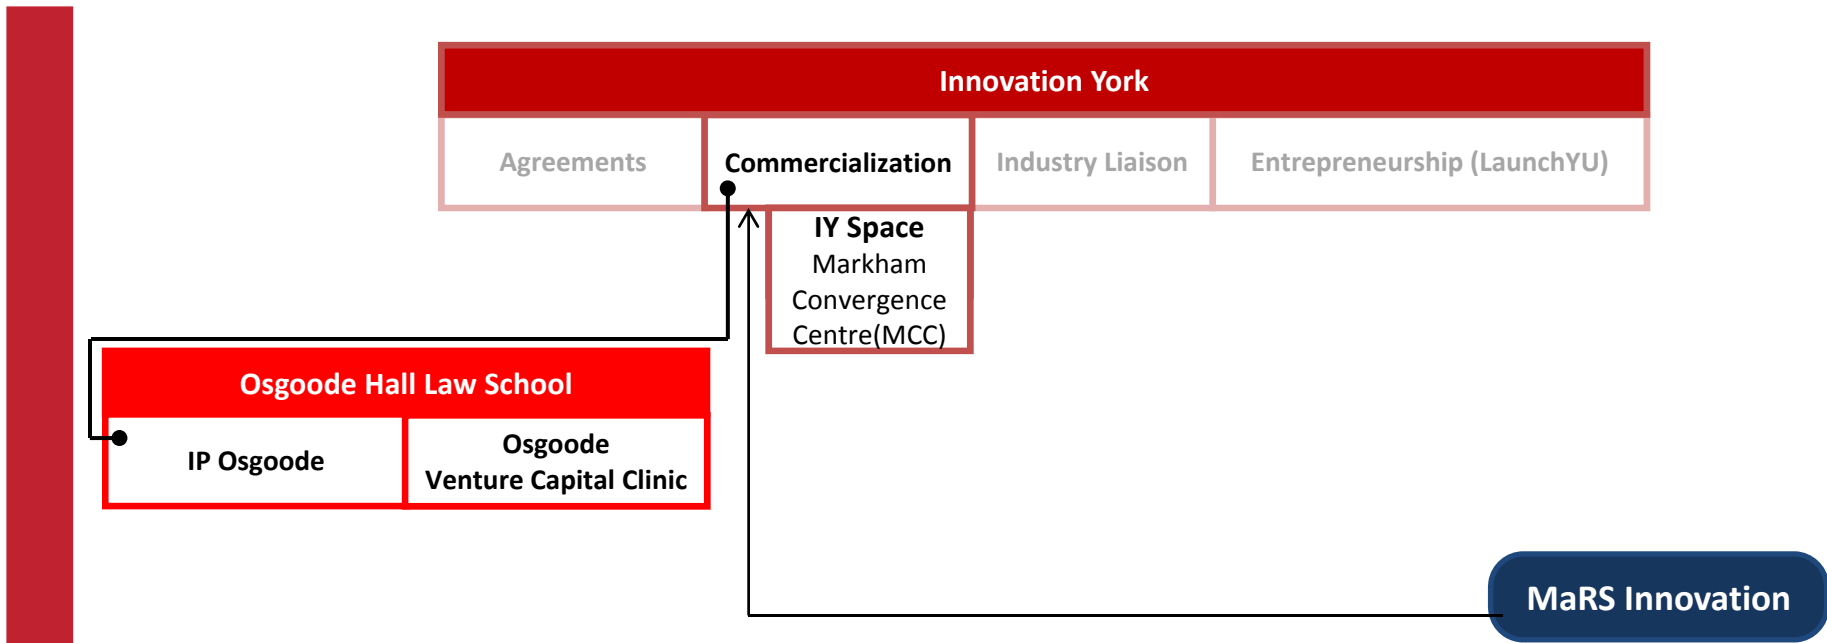 Innovation York
Agreements
Commercialization
Industry Liaison
Entrepreneurship (LaunchYU)
IY Space
Markham
Convergence
Centre(MCC)
Osgoode Hall Law School
IP Osgoode
Osgoode
Venture Capital Clinic
MaRS Innovation